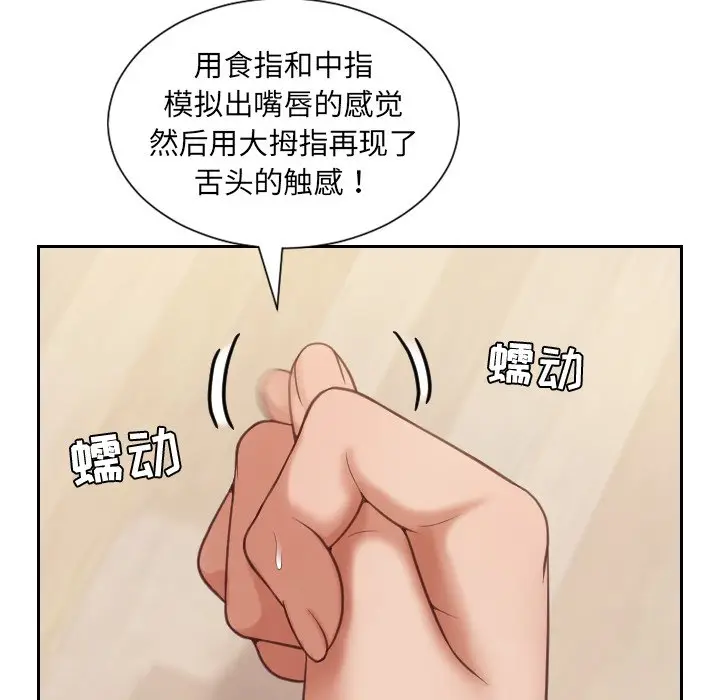 用食指和中指
模拟出嘴唇的感觉
然后用大拇指再现了
舌头的触感！
蠕动
蠕动